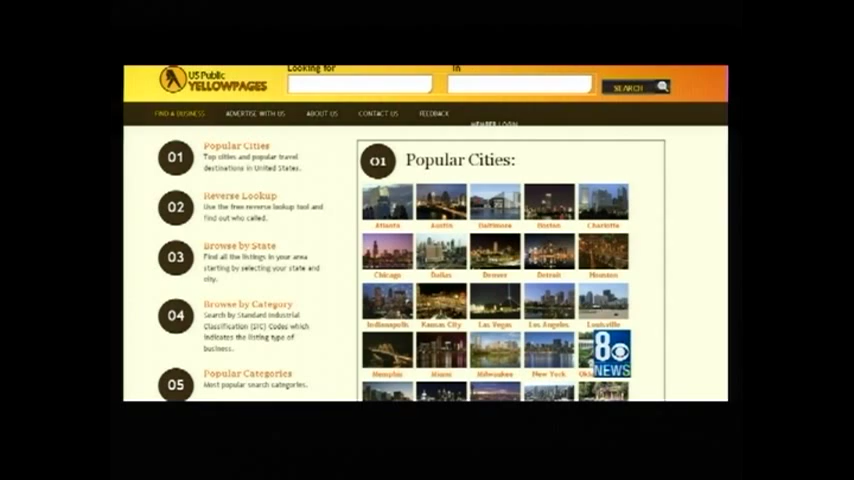 US Public
YELLOWPAGES
Looking for
In
SEARCH
FIND A BUSINESS
ADVERTISE WITH US
ABOUT US
CONTACT US
FEEDBACK
MEMBER LOGIN
01
Popular Cities
Top cities and popular travel
destinations in United States.
02
Reverse Lookup
Use the free reverse lookup tool and
find out who called.
03
Browse by State
Find all the listings in your area
starting by selecting your state and
city.
04
Browse by Category
Search by Standard Industrial
Classification (SIC) Codes which
indicates the listing type of
business.
05
Popular Categories
Most popular search categories.
01
Popular Cities:
Atlanta
Austin
Baltimore
Boston
Charlotte
Chicago
Dallas
Denver
Detroit
Houston
Indianapolis
Kansas City
Las Vegas
Los Angeles
Louisville
Memphis
Miami
Milwaukee
New York
8
NEWS